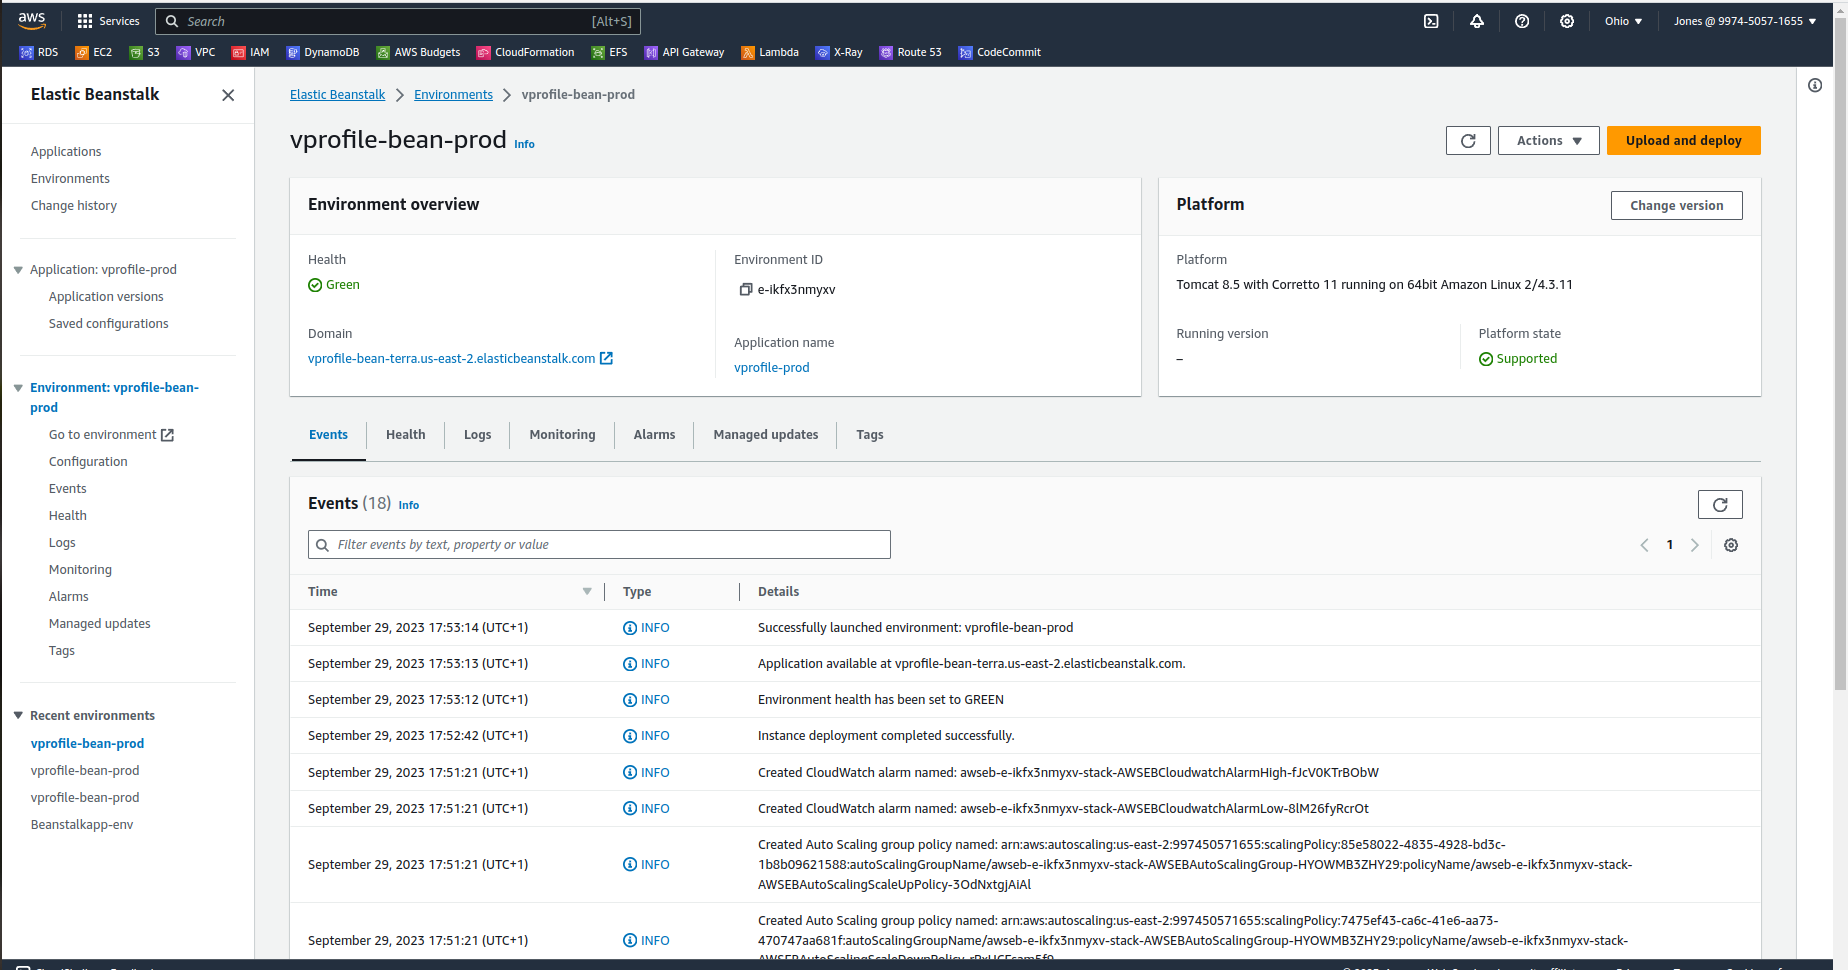 aws
Services
Search
[Alt+S]
Ohio ▼
Jones @ 9974-5057-1655 ▼
RDS
EC2
S3
VPC
IAM
DynamoDB
AWS Budgets
CloudFormation
EFS
API Gateway
Lambda
X-Ray
Route 53
CodeCommit
Elastic Beanstalk
Applications
Environments
Change history
Application: vprofile-prod
Application versions
Saved configurations
Environment: vprofile-bean-
prod
Go to environment
Configuration
Events
Health
Logs
Monitoring
Alarms
Managed updates
Tags
Recent environments
vprofile-bean-prod
vprofile-bean-prod
vprofile-bean-prod
Beanstalkapp-env
Elastic Beanstalk > Environments > vprofile-bean-prod
vprofile-bean-prod Info
Actions ▼
Upload and deploy
Environment overview
Health
Green
Domain
vprofile-bean-terra.us-east-2.elasticbeanstalk.com
Environment ID
e-ikfx3nmyxv
Application name
vprofile-prod
Platform
Change version
Platform
Tomcat 8.5 with Corretto 11 running on 64bit Amazon Linux 2/4.3.11
Running version
–
Platform state
Supported
Events
Health
Logs
Monitoring
Alarms
Managed updates
Tags
Events (18) Info
Filter events by text, property or value
1
Time Type Details
September 29, 2023 17:53:14 (UTC+1) INFO Successfully launched environment: vprofile-bean-prod
September 29, 2023 17:53:13 (UTC+1) INFO Application available at vprofile-bean-terra.us-east-2.elasticbeanstalk.com.
September 29, 2023 17:53:12 (UTC+1) INFO Environment health has been set to GREEN
September 29, 2023 17:52:42 (UTC+1) INFO Instance deployment completed successfully.
September 29, 2023 17:51:21 (UTC+1) INFO Created CloudWatch alarm named: awseb-e-ikfx3nmyxv-stack-AWSEBCloudwatchAlarmHigh-fJcV0KTrBObW
September 29, 2023 17:51:21 (UTC+1) INFO Created CloudWatch alarm named: awseb-e-ikfx3nmyxv-stack-AWSEBCloudwatchAlarmLow-8lM26fyRcrOt
September 29, 2023 17:51:21 (UTC+1) INFO Created Auto Scaling group policy named: arn:aws:autoscaling:us-east-2:997450571655:scalingPolicy:85e58022-4835-4928-bd3c-
1b8b09621588:autoScalingGroupName/awseb-e-ikfx3nmyxv-stack-AWSEBAutoScalingGroup-HYOWMB3ZHY29:policyName/awseb-e-ikfx3nmyxv-stack-
AWSEBAutoScalingScaleUpPolicy-3OdNxtgjAiAl
September 29, 2023 17:51:21 (UTC+1) INFO Created Auto Scaling group policy named: arn:aws:autoscaling:us-east-2:997450571655:scalingPolicy:7475ef43-ca6c-41e6-aa73-
470747aa681f:autoScalingGroupName/awseb-e-ikfx3nmyxv-stack-AWSEBAutoScalingGroup-HYOWMB3ZHY29:policyName/awseb-e-ikfx3nmyxv-stack-